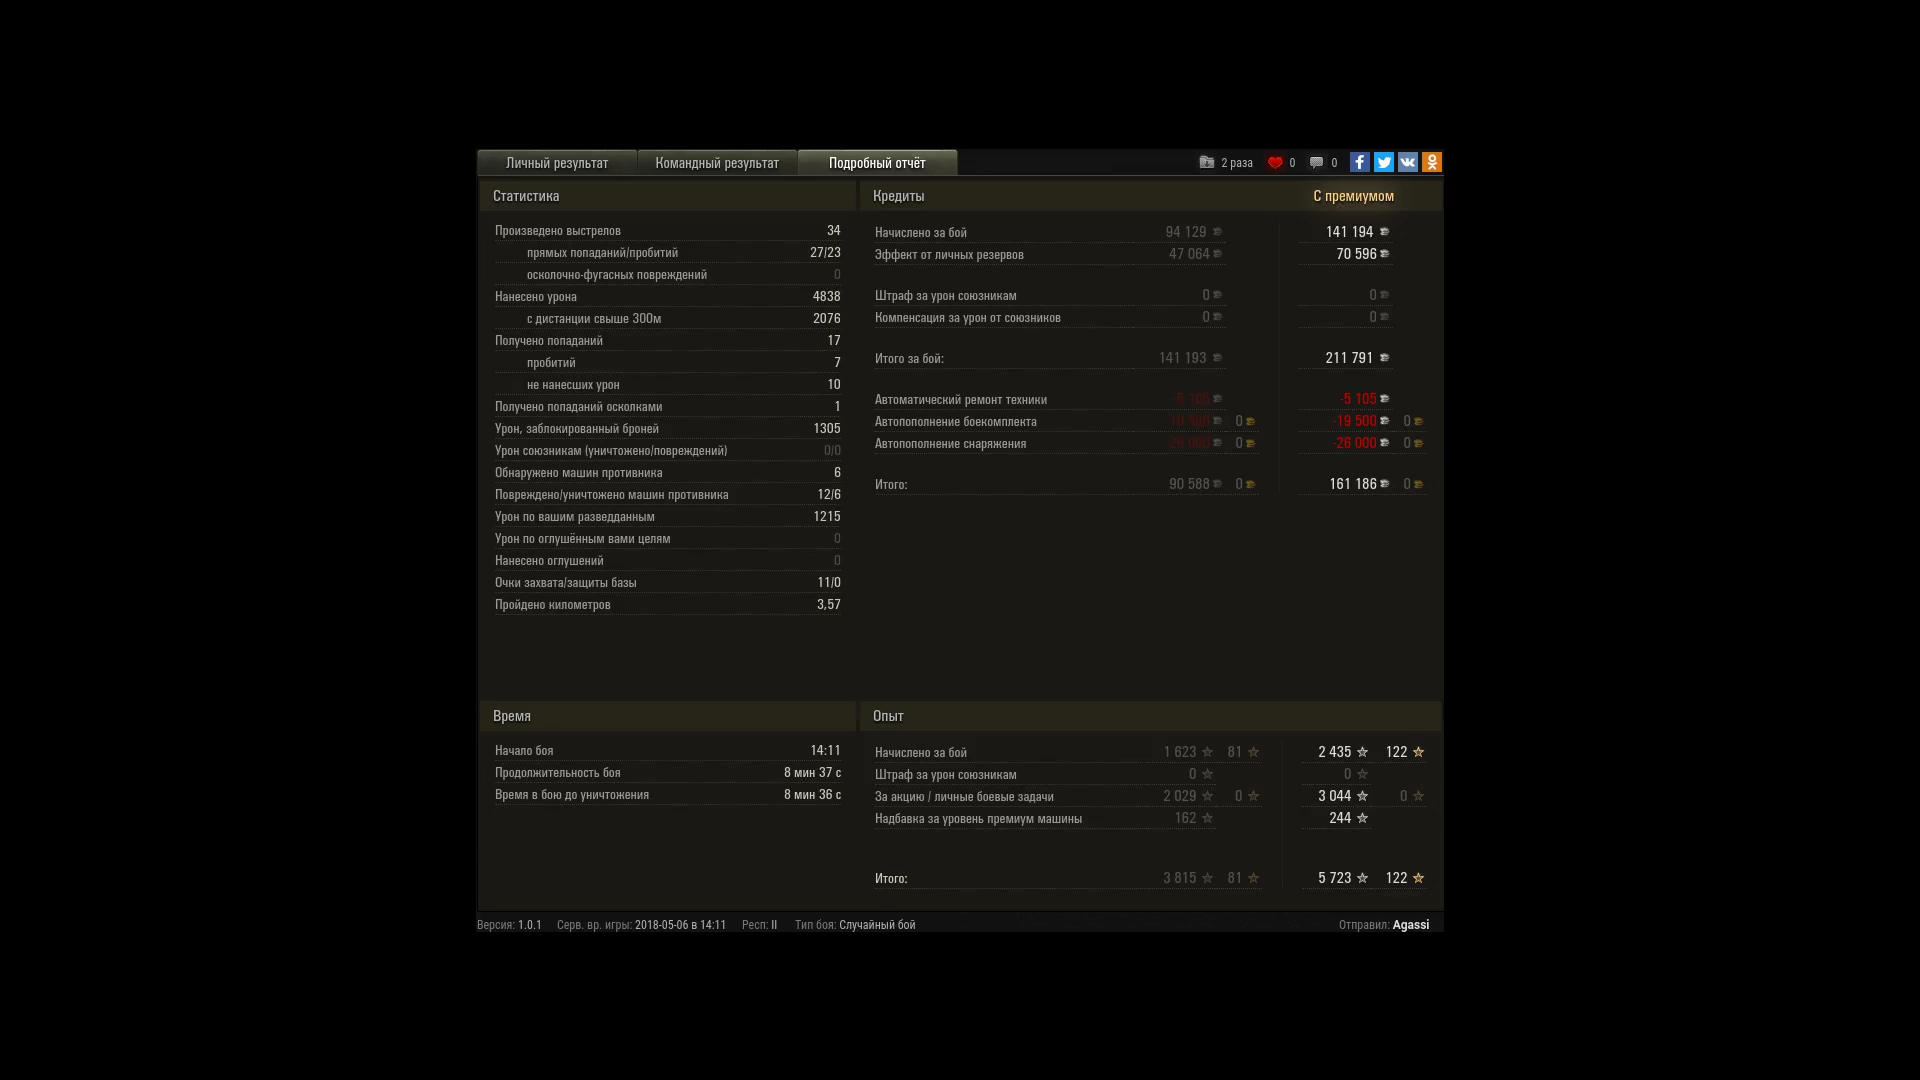 Личный результат Командный результат Подробный отчёт 2 раза 0 0
Статистика
Произведено выстрелов 34
прямых попаданий/пробитий 27/23
осколочно-фугасных повреждений 0
Нанесено урона 4838
с дистанции свыше 300м 2076
Получено попаданий 17
пробитий 7
не нанесших урон 10
Получено попаданий осколками 1
Урон, заблокированный броней 1305
Урон союзникам (уничтожено/повреждений) 0/0
Обнаружено машин противника 6
Повреждено/уничтожено машин противника 12/6
Урон по вашим разведданным 1215
Урон по оглушённым вами целям 0
Нанесено оглушений 0
Очки захвата/защиты базы 11/0
Пройдено километров 3,57
Кредиты С премиумом
Начислено за бой 94 129 141 194
Эффект от личных резервов 47 064 70 596
Штраф за урон союзникам 0 0
Компенсация за урон от союзников 0 0
Итого за бой: 141 193 211 791
Автоматический ремонт техники -5 105 -5 105
Автопополнение боекомплекта -19 500 0 -19 500 0
Автопополнение снаряжения -26 000 0 -26 000 0
Итого: 90 588 0 161 186 0
Время
Начало боя 14:11
Продолжительность боя 8 мин 37 с
Время в бою до уничтожения 8 мин 36 с
Опыт
Начислено за бой 1 623 81 2 435 122
Штраф за урон союзникам 0 0
За акцию / личные боевые задачи 2 029 0 3 044 0
Надбавка за уровень премиум машины 162 244
Итого: 3 815 81 5 723 122
Версия: 1.0.1 Серв. вр. игры: 2018-05-06 в 14:11 Респ: II Тип боя: Случайный бой Отправил: Agassi